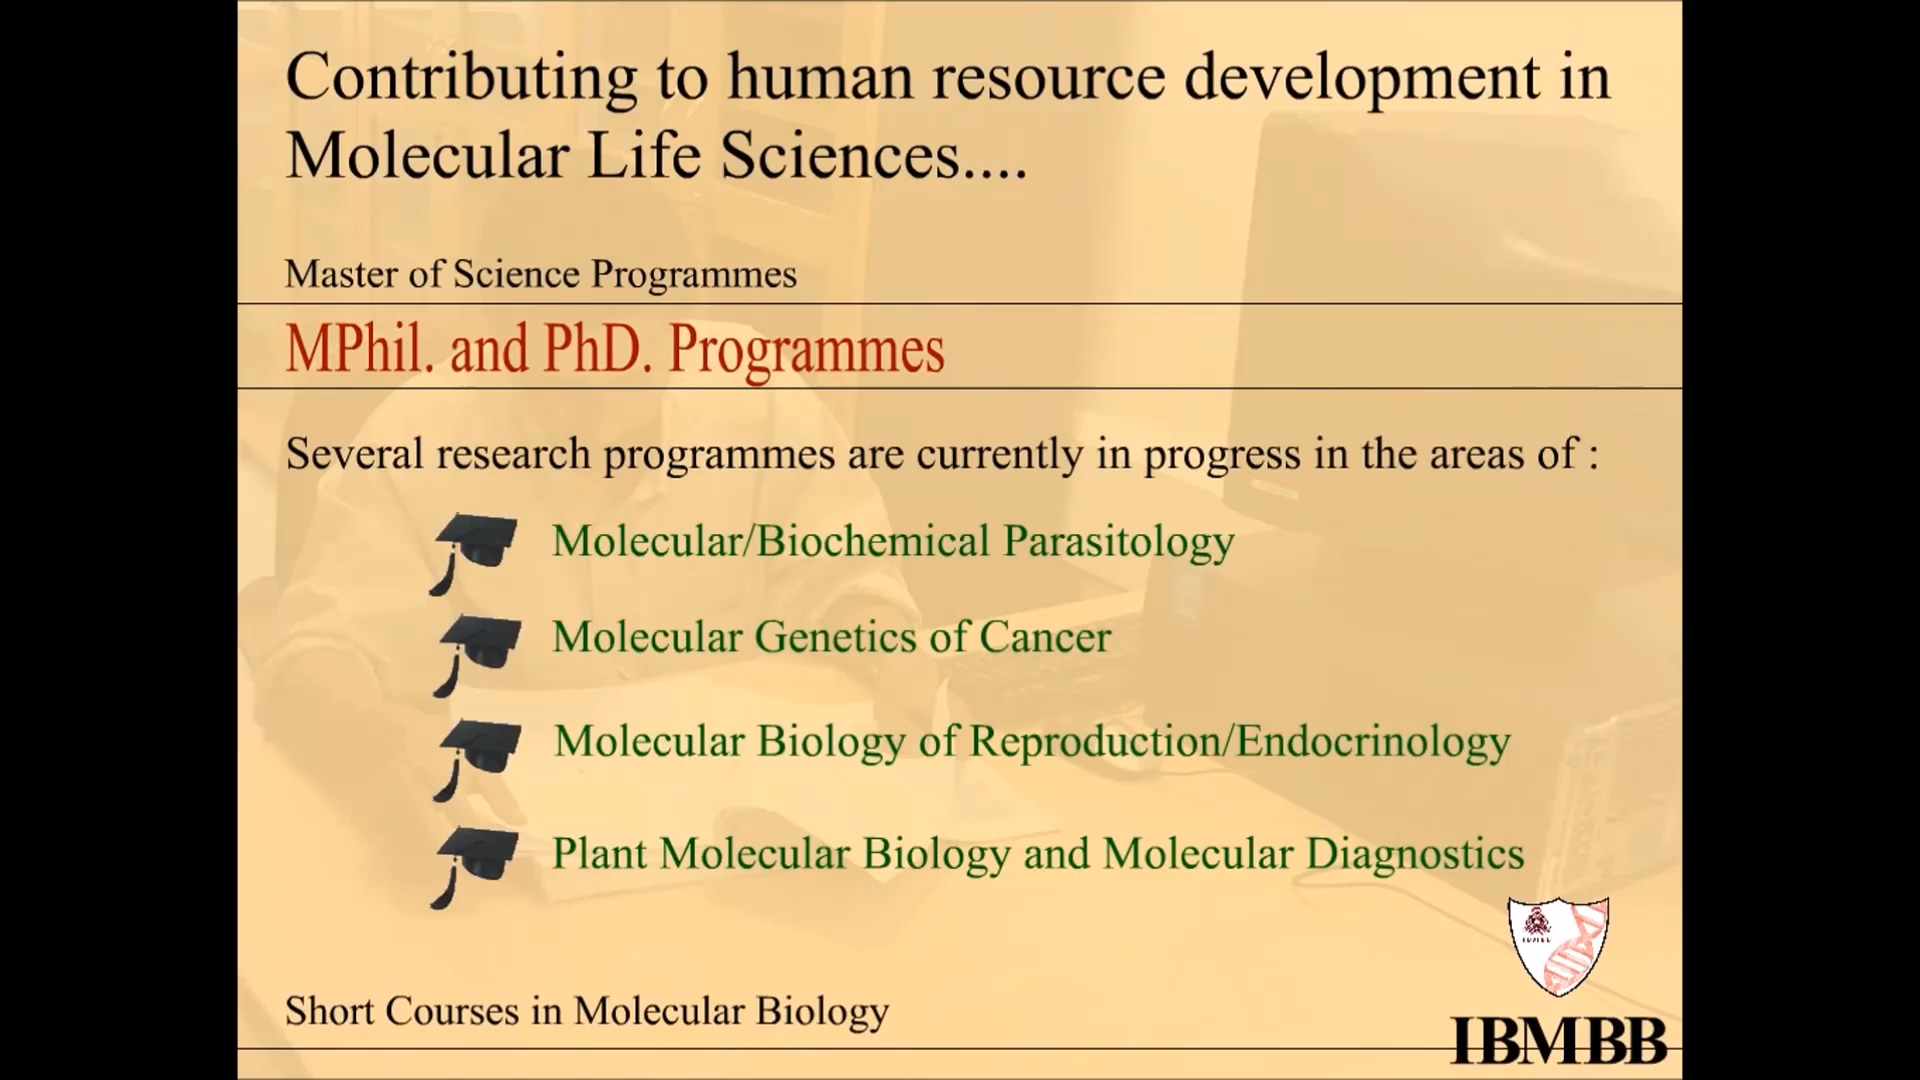 Contributing to human resource development in
Molecular Life Sciences....
Master of Science Programmes
MPhil. and PhD. Programmes
Several research programmes are currently in progress in the areas of :
Molecular/Biochemical Parasitology
Molecular Genetics of Cancer
Molecular Biology of Reproduction/Endocrinology
Plant Molecular Biology and Molecular Diagnostics
Short Courses in Molecular Biology
IBMBB